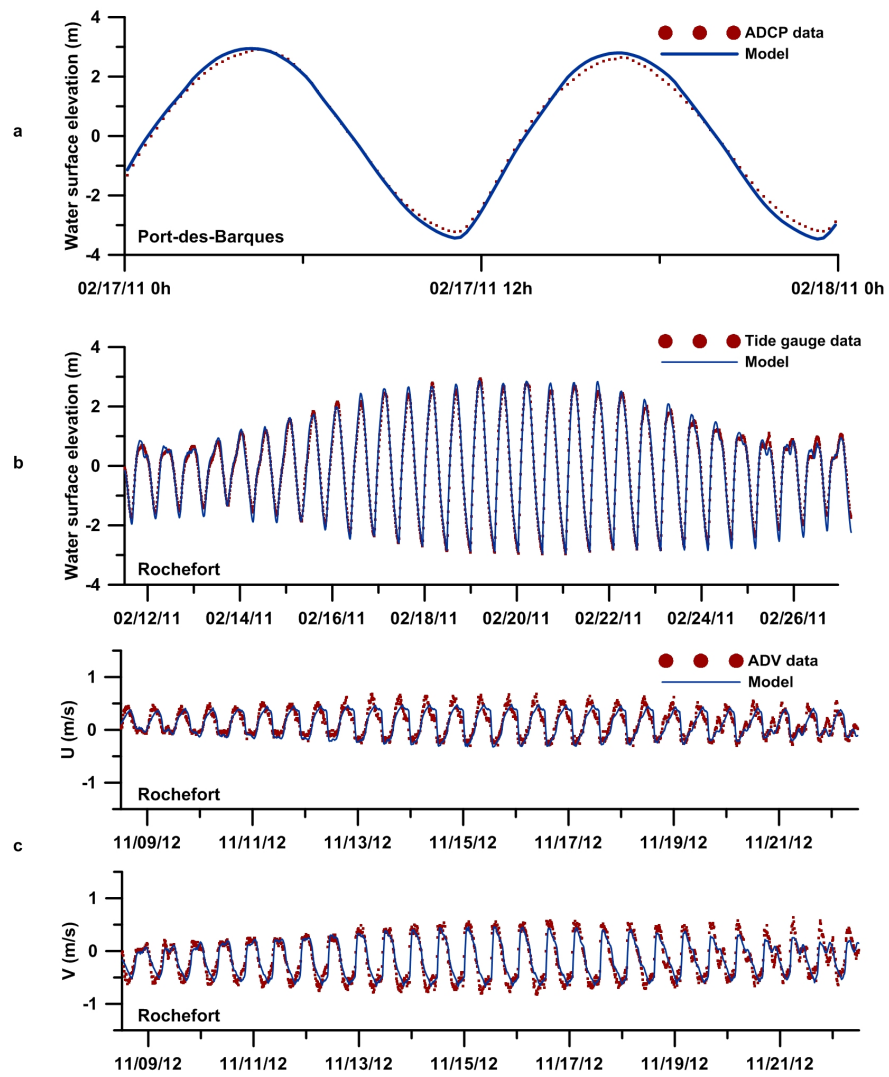 4
ADCP data
Model
2
a
Water surface elevation (m)
0
-2
Port-des-Barques
-4
02/17/11 0h
02/17/11 12h
02/18/11 0h
4
Tide gauge data
Model
2
b
Water surface elevation (m)
0
-2
Rochefort
-4
02/12/11
02/14/11
02/16/11
02/18/11
02/20/11
02/22/11
02/24/11
02/26/11
ADV data
Model
1
U (m/s)
0
-1
Rochefort
11/09/12
11/11/12
11/13/12
11/15/12
11/17/12
11/19/12
11/21/12
c
1
V (m/s)
0
-1
Rochefort
11/09/12
11/11/12
11/13/12
11/15/12
11/17/12
11/19/12
11/21/12